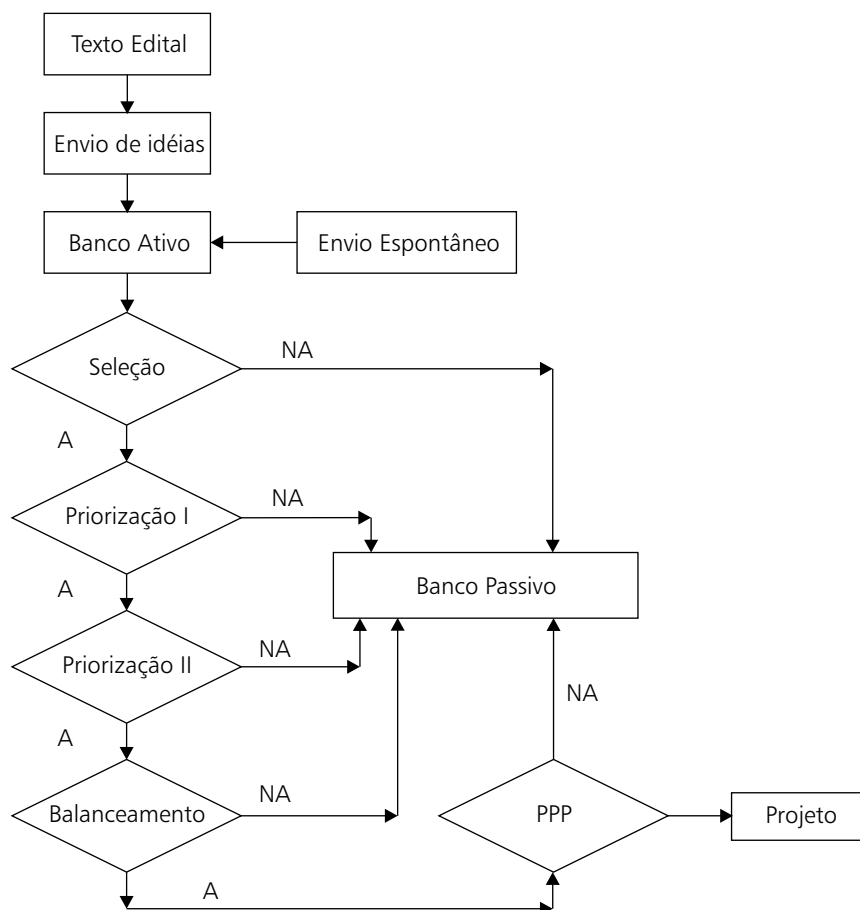 Texto Edital
Envio de idéias
Banco Ativo
Envio Espontâneo
Seleção
NA
A
Priorização I
NA
Banco Passivo
A
Priorização II
NA
NA
A
Balanceamento
NA
PPP
Projeto
A